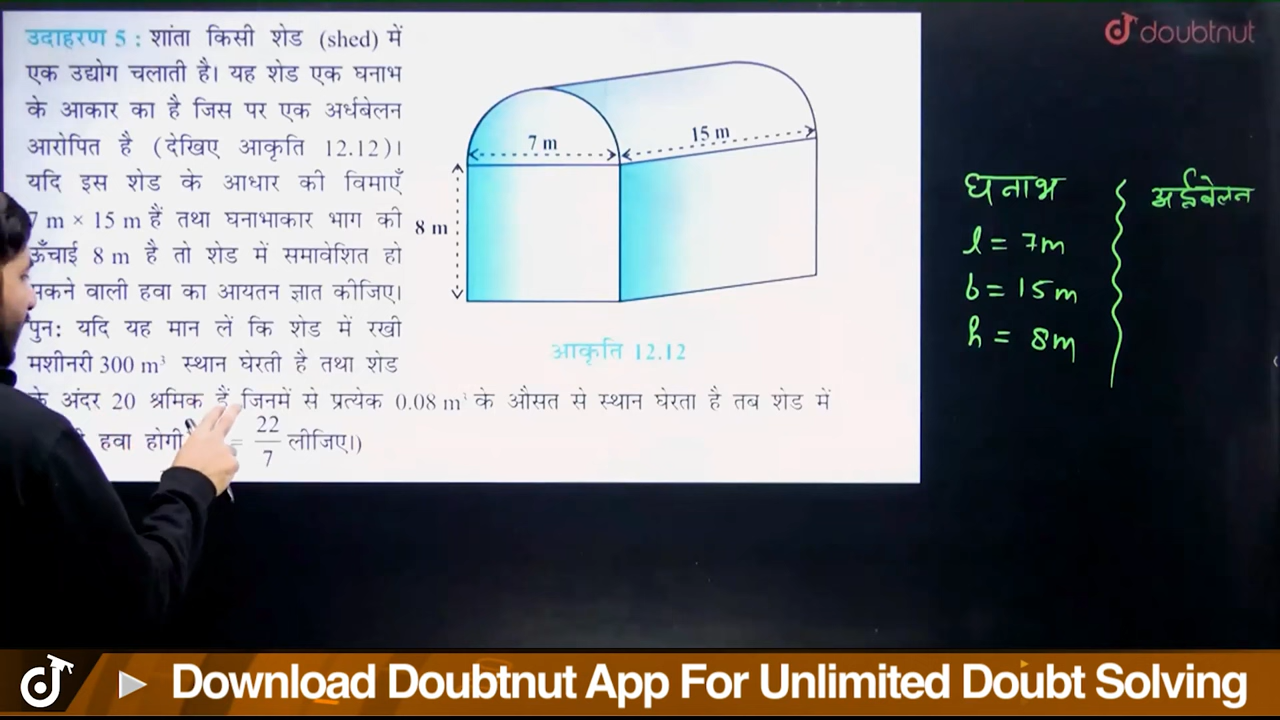 उदाहरण 5 : शांता किसी शेड (shed) में
एक उद्योग चलाती है। यह शेड एक घनाभ
के आकार का है जिस पर एक अर्धबेलन
आरोपित है (देखिए आकृति 12.12)।
यदि इस शेड के आधार की विमाएँ
7 m × 15 m हैं तथा घनाभाकार भाग की
ऊँचाई 8 m है तो शेड में समावेशित हो
सकने वाली हवा का आयतन ज्ञात कीजिए।
पुन: यदि यह मान लें कि शेड में रखी
मशीनरी 300 m³ स्थान घेरती है तथा शेड
के अंदर 20 श्रमिक हैं जिनमें से प्रत्येक 0.08 m³ के औसत से स्थान घेरता है तब शेड में
हवा होगी = 22/7 लीजिए।)
7 m
15 m
8 m
आकृति 12.12
doubtnut
घनाभ
l = 7m
b = 15m
h = 8m
अर्द्धबेलन
Download Doubtnut App For Unlimited Doubt Solving